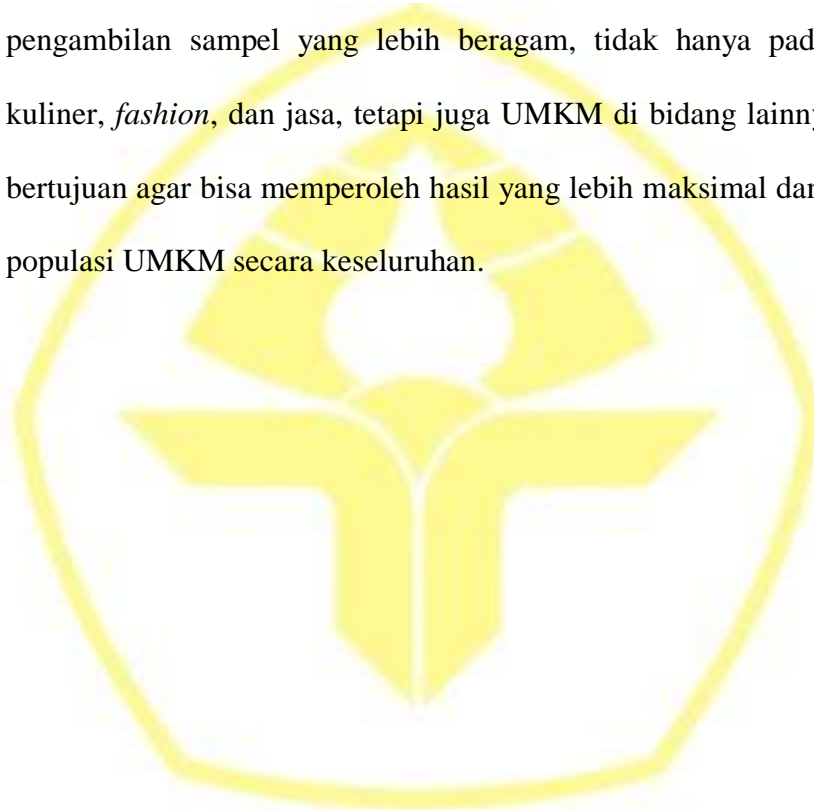 pengambilan sampel yang lebih beragam, tidak hanya pad
kuliner, fashion, dan jasa, tetapi juga UMKM di bidang lainny
bertujuan agar bisa memperoleh hasil yang lebih maksimal dan
populasi UMKM secara keseluruhan.